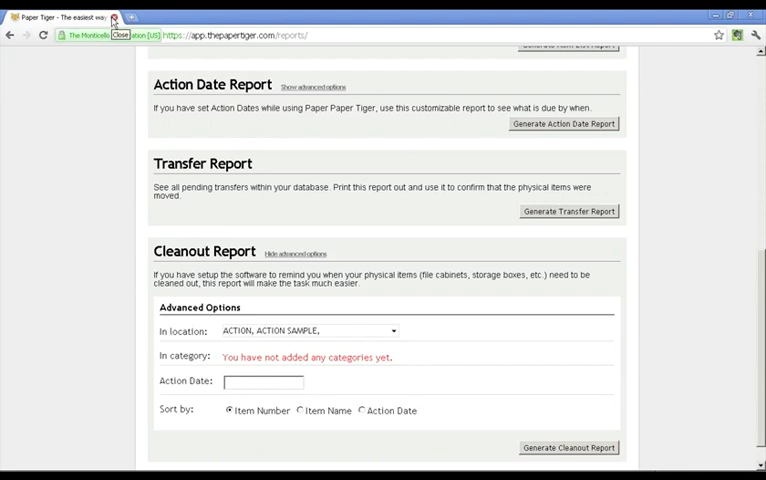 Paper Tiger - The easiest way
The Monticello
ation [US]
https://app.thepapertiger.com/reports/
Close
Action Date Report
Show advanced options
If you have set Action Dates while using Paper Paper Tiger, use this customizable report to see what is due by when.
Generate Action Date Report
Transfer Report
See all pending transfers within your database. Print this report out and use it to confirm that the physical items were
moved.
Generate Transfer Report
Cleanout Report
Hide advanced options
If you have setup the software to remind you when your physical items (file cabinets, storage boxes, etc.) need to be
cleaned out, this report will make the task much easier.
Advanced Options
In location: ACTION, ACTION SAMPLE,
In category: You have not added any categories yet.
Action Date:
Sort by: Item Number Item Name Action Date
Generate Cleanout Report